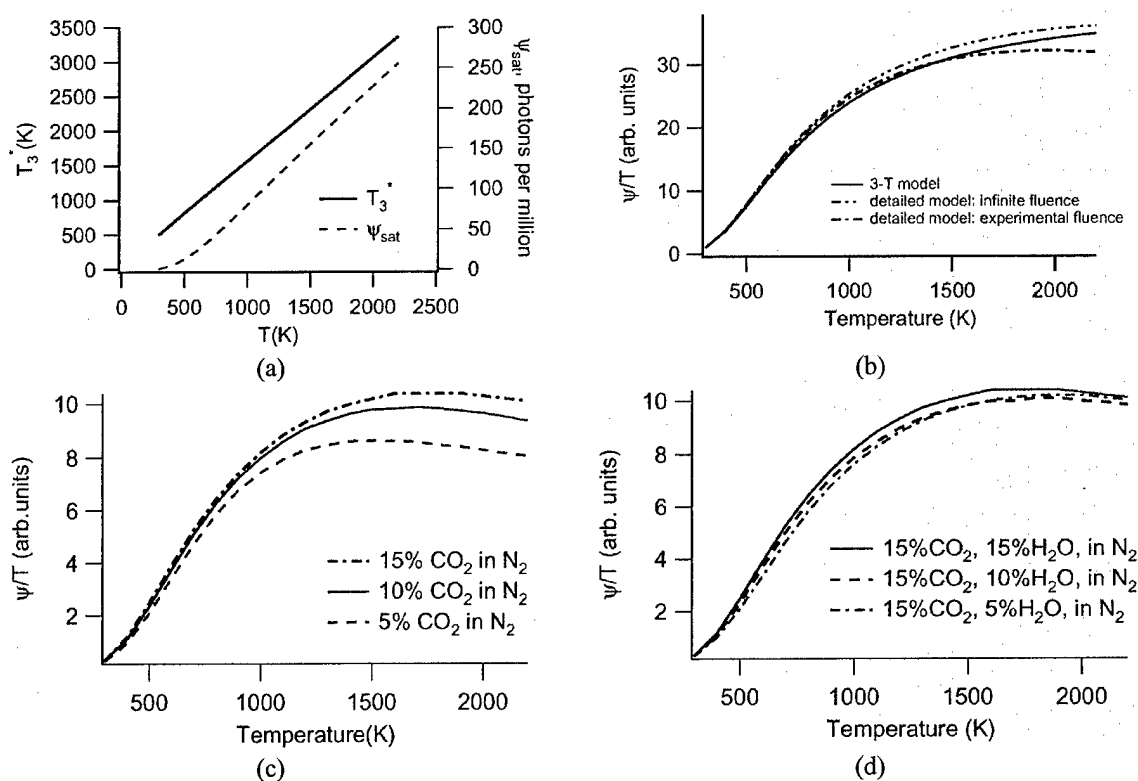 3500
3000
2500
2000
1500
1000
500
0
T₃*(K)
300
250
200
150
100
50
0
ψsat, photons per million
T₃*
ψsat
0 500 1000 1500 2000 2500
T(K)
(a)
30
20
10
0
ψ/T (arb. units)
3-T model
detailed model: infinite fluence
detailed model: experimental fluence
500 1000 1500 2000
Temperature (K)
(b)
10
8
6
4
2
ψ/T (arb.units)
15% CO₂ in N₂
10% CO₂ in N₂
5% CO₂ in N₂
500 1000 1500 2000
Temperature(K)
(c)
10
8
6
4
2
ψ/T (arb. units)
15%CO₂, 15%H₂O, in N₂
15%CO₂, 10%H₂O, in N₂
15%CO₂, 5%H₂O, in N₂
500 1000 1500 2000
Temperature (K)
(d)